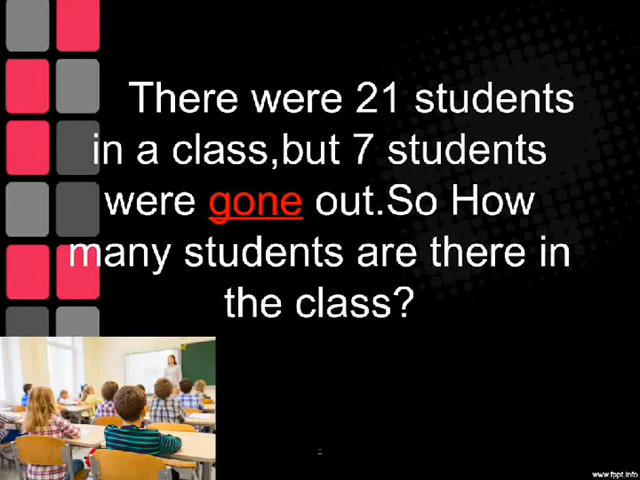 There were 21 students
in a class,but 7 students
were gone out.So How
many students are there in
the class?
www.fppt.info